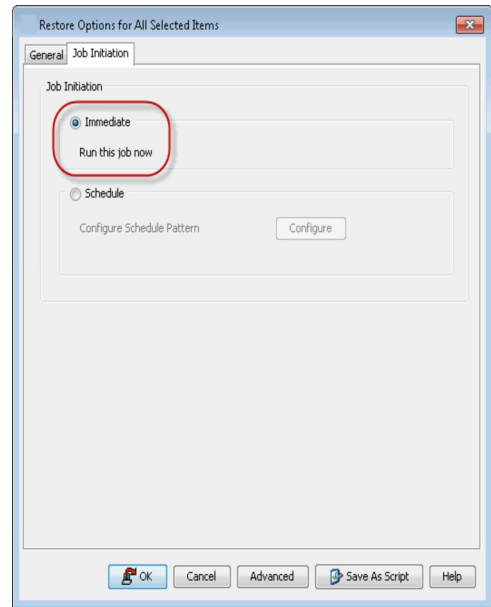 Restore Options for All Selected Items
General Job Initiation
Job Initiation
Immediate
Run this job now
Schedule
Configure Schedule Pattern Configure
OK Cancel Advanced Save As Script Help